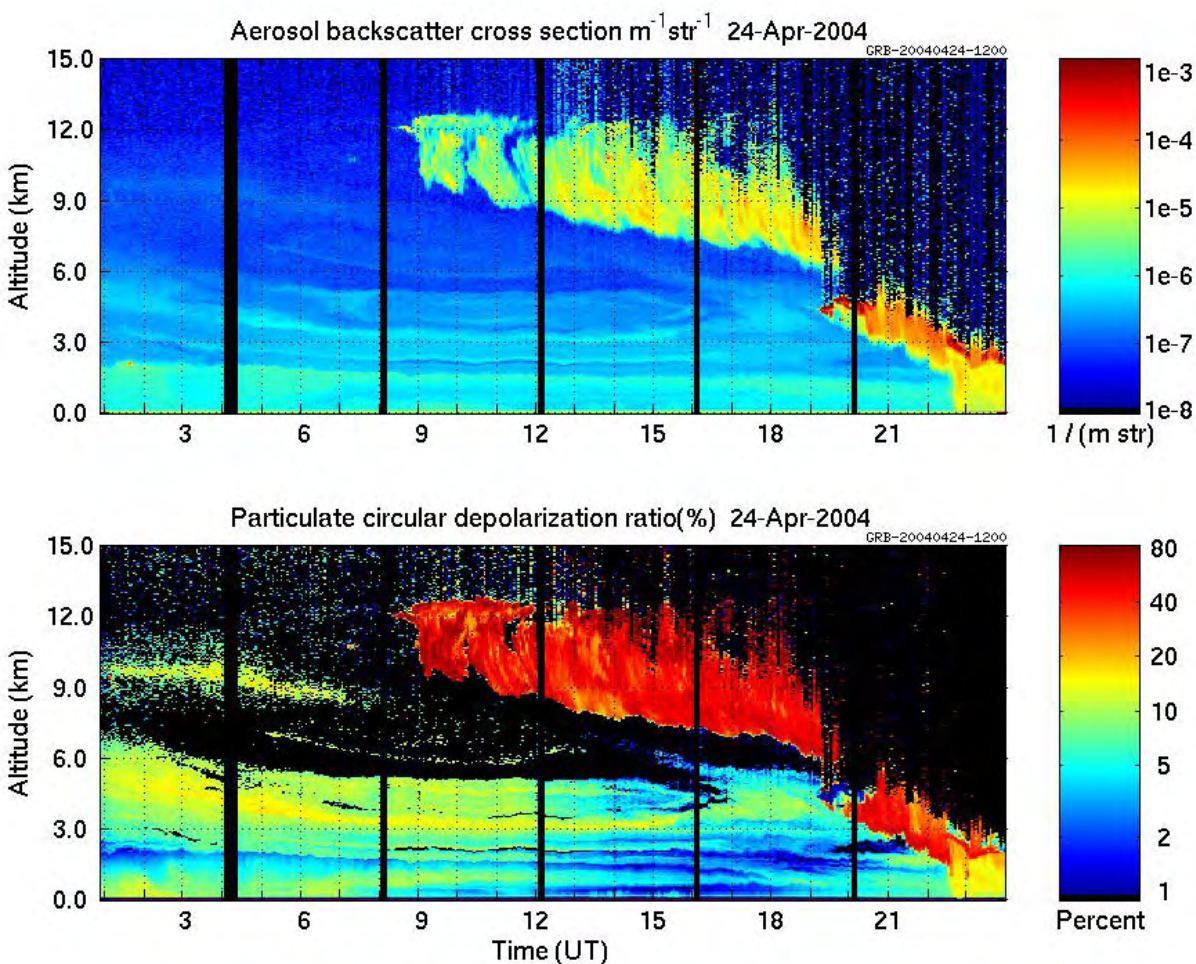 Aerosol backscatter cross section m⁻¹str⁻¹ 24-Apr-2004
GRB-20040424-1200
15.0
12.0
9.0
6.0
3.0
0.0
Altitude (km)
3 6 9 12 15 18 21
1e-3
1e-4
1e-5
1e-6
1e-7
1e-8
1 / (m str)
Particulate circular depolarization ratio(%) 24-Apr-2004
GRB-20040424-1200
15.0
12.0
9.0
6.0
3.0
0.0
Altitude (km)
3 6 9 12 15 18 21
Time (UT)
80
40
20
10
5
2
1
Percent